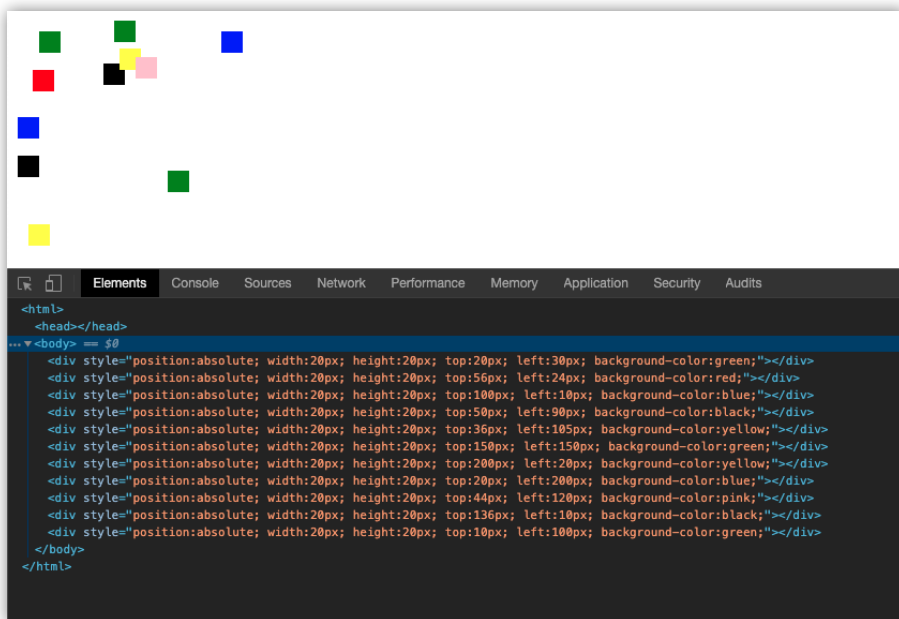 Elements Console Sources Network Performance Memory Application Security Audits
<html>
<head></head>
... ▼<body> == $0
<div style="position:absolute; width:20px; height:20px; top:20px; left:30px; background-color:green;"></div>
<div style="position:absolute; width:20px; height:20px; top:56px; left:24px; background-color:red;"></div>
<div style="position:absolute; width:20px; height:20px; top:100px; left:10px; background-color:blue;"></div>
<div style="position:absolute; width:20px; height:20px; top:50px; left:90px; background-color:black;"></div>
<div style="position:absolute; width:20px; height:20px; top:36px; left:105px; background-color:yellow;"></div>
<div style="position:absolute; width:20px; height:20px; top:150px; left:150px; background-color:green;"></div>
<div style="position:absolute; width:20px; height:20px; top:200px; left:20px; background-color:yellow;"></div>
<div style="position:absolute; width:20px; height:20px; top:20px; left:200px; background-color:blue;"></div>
<div style="position:absolute; width:20px; height:20px; top:44px; left:120px; background-color:pink;"></div>
<div style="position:absolute; width:20px; height:20px; top:136px; left:10px; background-color:black;"></div>
<div style="position:absolute; width:20px; height:20px; top:10px; left:100px; background-color:green;"></div>
</body>
</html>